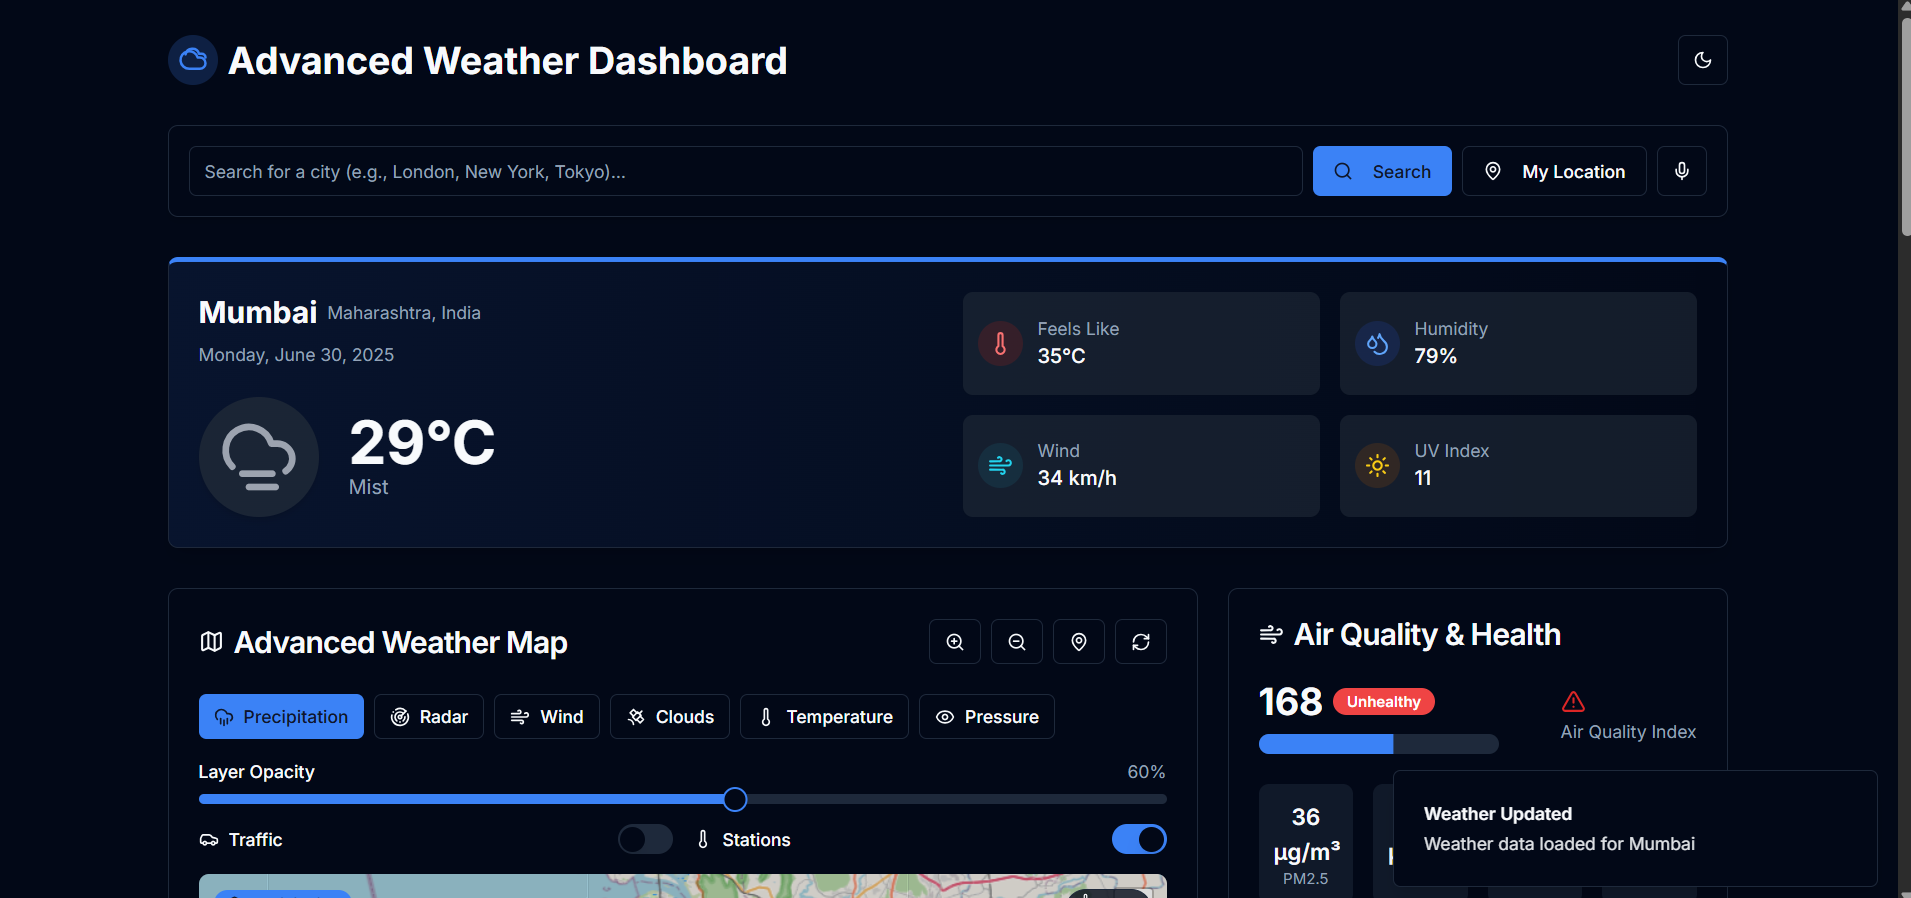 Advanced Weather Dashboard
Search for a city (e.g., London, New York, Tokyo)...
Search
My Location
Mumbai Maharashtra, India
Monday, June 30, 2025
29°C
Mist
Feels Like
35°C
Humidity
79%
Wind
34 km/h
UV Index
11
Advanced Weather Map
Precipitation
Radar
Wind
Clouds
Temperature
Pressure
Layer Opacity
60%
Traffic
Stations
Air Quality & Health
168 Unhealthy
Air Quality Index
36
µg/m³
PM2.5
Weather Updated
Weather data loaded for Mumbai